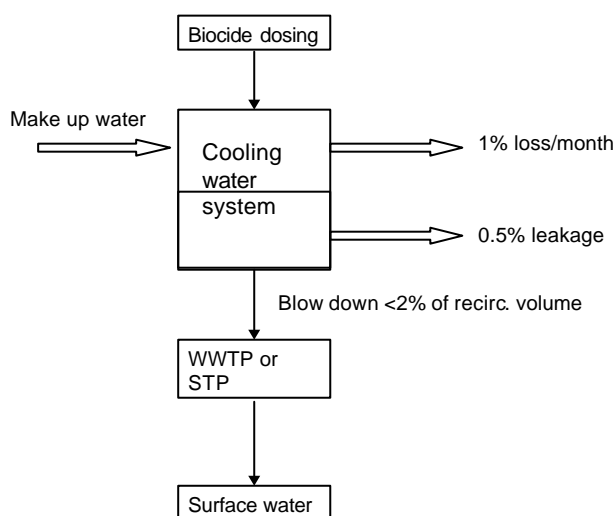 Biocide dosing
Make up water
Cooling
water
system
1% loss/month
0.5% leakage
Blow down <2% of recirc. volume
WWTP or
STP
Surface water